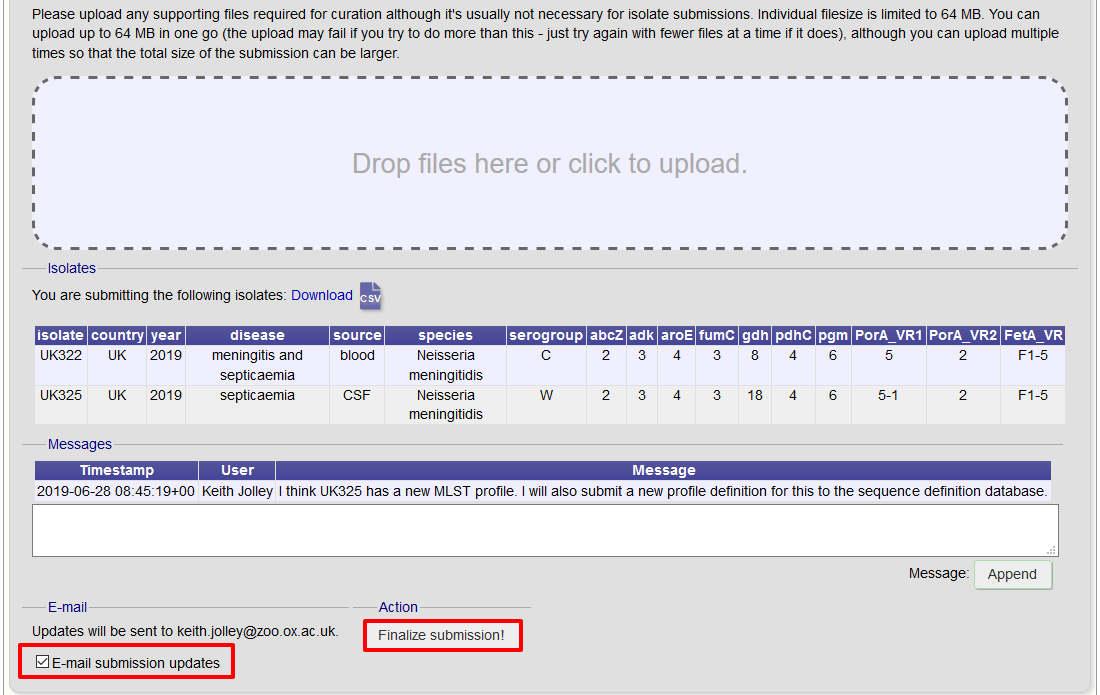 Please upload any supporting files required for curation although it's usually not necessary for isolate submissions. Individual filesize is limited to 64 MB. You can
upload up to 64 MB in one go (the upload may fail if you try to do more than this - just try again with fewer files at a time if it does), although you can upload multiple
times so that the total size of the submission can be larger.
Drop files here or click to upload.
Isolates
You are submitting the following isolates: Download CSV
isolate country year disease source species serogroup abcZ adk aroE fumC gdh pdhC pgm PorA_VR1 PorA_VR2 FetA_VR
UK322 UK 2019 meningitis and blood Neisseria C 2 3 4 3 8 4 6 5 2 F1-5
septicaemia meningitidis
UK325 UK 2019 septicaemia CSF Neisseria W 2 3 4 3 18 4 6 5-1 2 F1-5
meningitidis
Messages
Timestamp User Message
2019-06-28 08:45:19+00 Keith Jolley I think UK325 has a new MLST profile. I will also submit a new profile definition for this to the sequence definition database.
Message: Append
E-mail Action
Updates will be sent to keith.jolley@zoo.ox.ac.uk. Finalize submission!
E-mail submission updates